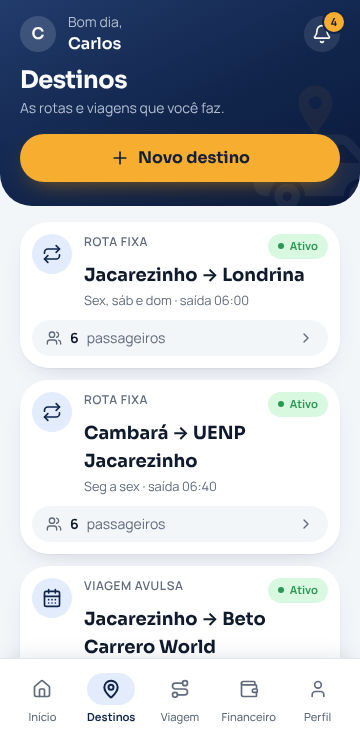 C
Bom dia,
Carlos
4
Destinos
As rotas e viagens que você faz.
Novo destino
ROTA FIXA
Ativo
Jacarezinho → Londrina
Sex, sáb e dom · saída 06:00
6 passageiros
ROTA FIXA
Ativo
Cambará → UENP
Jacarezinho
Seg a sex · saída 06:40
6 passageiros
VIAGEM AVULSA
Ativo
Jacarezinho → Beto
Carrero World
Início
Destinos
Viagem
Financeiro
Perfil